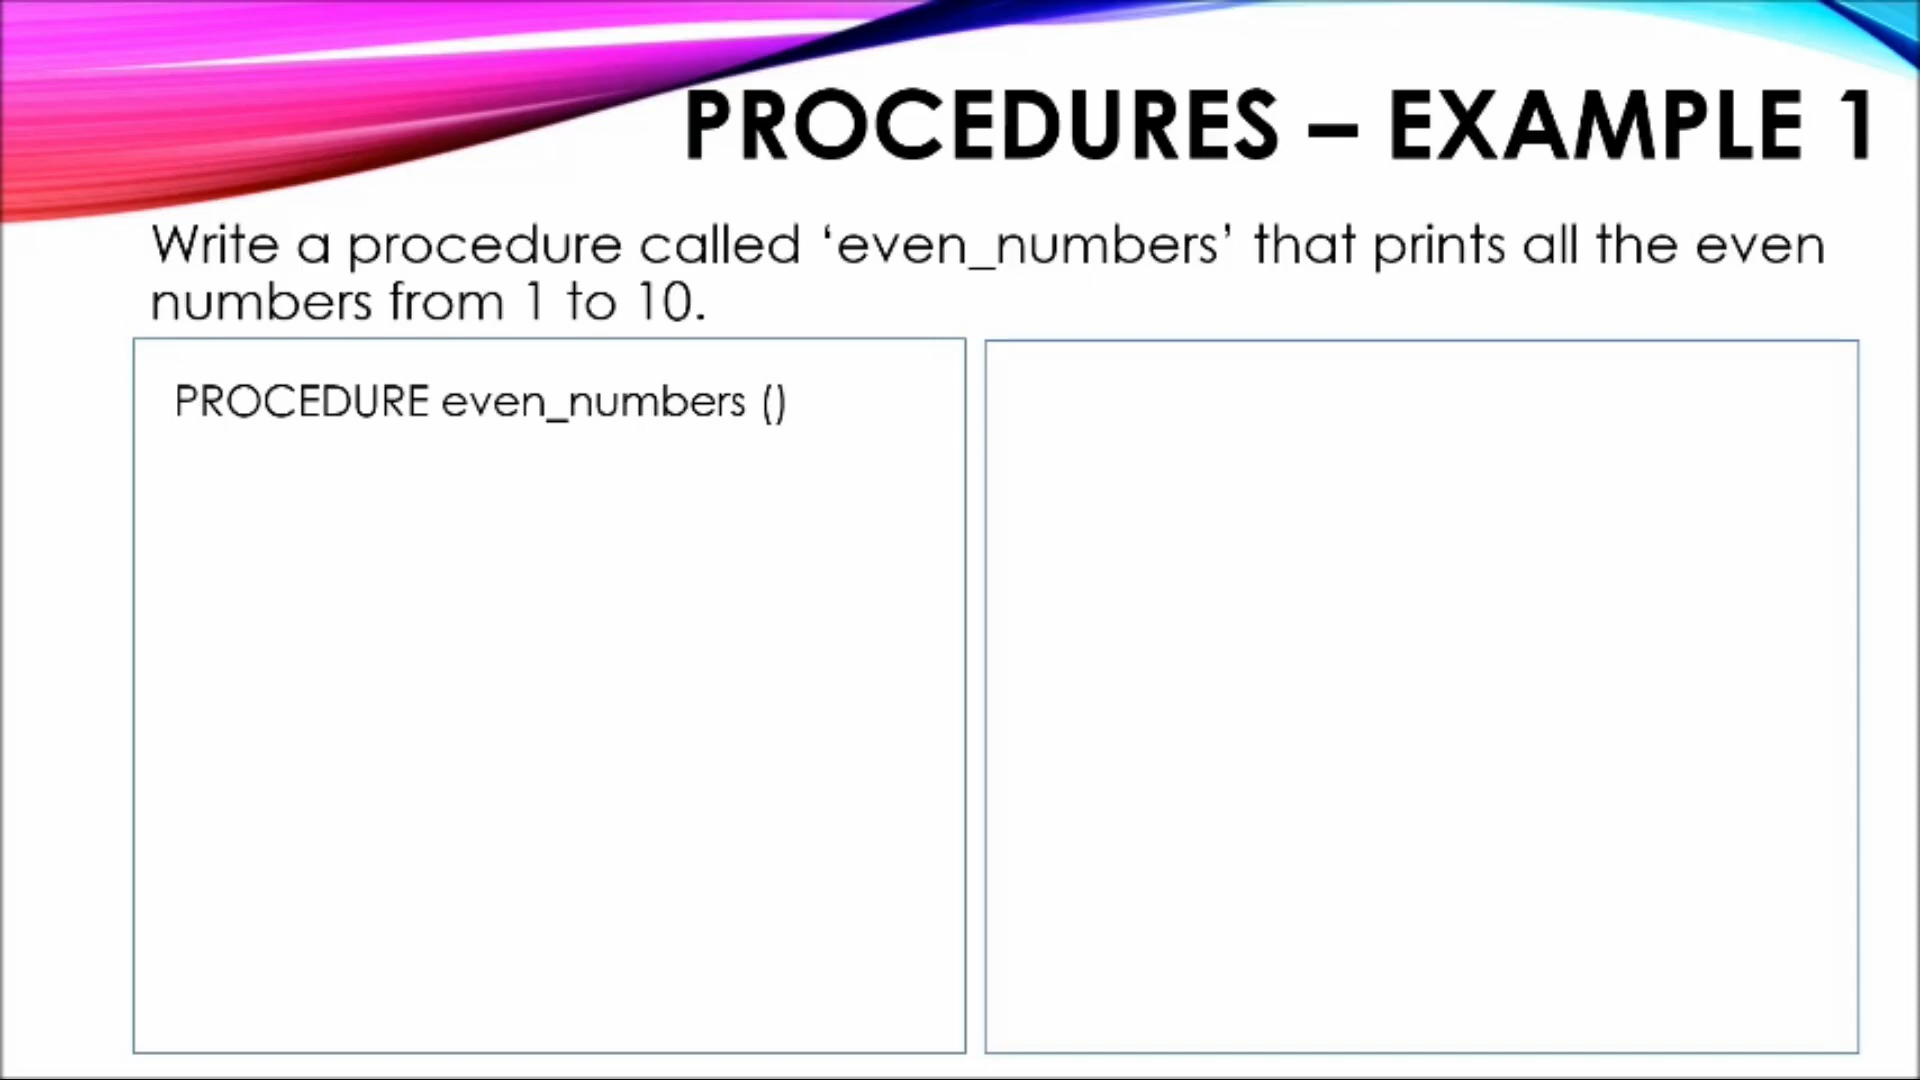 PROCEDURES – EXAMPLE 1
Write a procedure called ‘even_numbers’ that prints all the even
numbers from 1 to 10.
PROCEDURE even_numbers ()